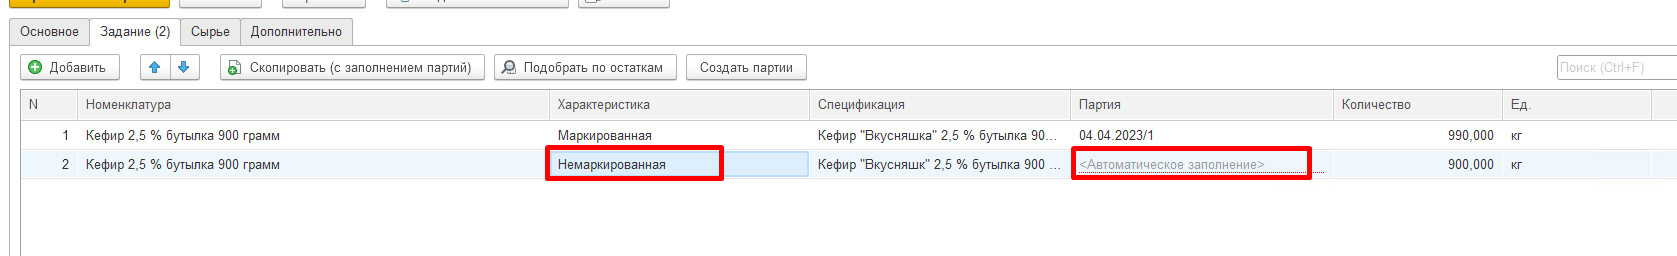 Основное Задание (2) Сырье Дополнительно
Добавить Скопировать (с заполнением партий) Подобрать по остаткам Создать партии Поиск (Ctrl+F)
N Номенклатура Характеристика Спецификация Партия Количество Ед.
1 Кефир 2,5 % бутылка 900 грамм Маркированная Кефир "Вкусняшка" 2,5 % бутылка 90... 04.04.2023/1 990,000 кг
2 Кефир 2,5 % бутылка 900 грамм Немаркированная Кефир "Вкусняшк" 2,5 % бутылка 900 ... <Автоматическое заполнение> 900,000 кг